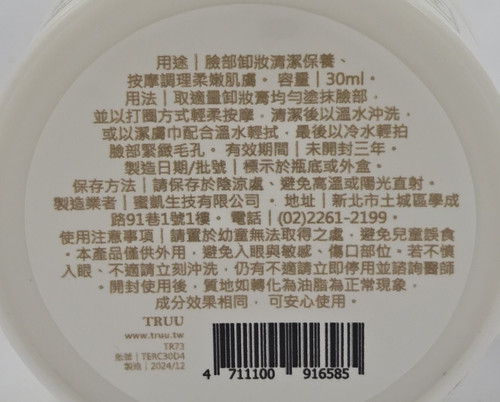 用途｜臉部卸妝清潔保養、
按摩調理柔嫩肌膚。 容量｜30ml。
用法｜取適量卸妝膏均勻塗抹臉部，
並以打圈方式輕柔按摩，清潔後以溫水沖洗，
或以潔膚巾配合溫水輕拭，最後以冷水輕拍
臉部緊緻毛孔。 有效期間｜未開封三年。
製造日期/批號｜標示於瓶底或外盒。
保存方法｜請保存於陰涼處、避免高溫或陽光直射。
製造業者｜蜜凱生技有限公司。 地址｜新北市土城區學成
路91巷1號1樓。 電話｜(02)2261-2199。
使用注意事項｜請置於幼童無法取得之處，避免兒童誤食
。本產品僅供外用，避免入眼與敏感、傷口部位。若不慎
入眼、不適請立刻沖洗，仍有不適請立即停用並諮詢醫師
。開封使用後，質地如轉化為油脂為正常現象，
成分效果相同，可安心使用。
TRUU
www.truu.tw
TR73
批號｜TERC30D4
製造｜2024/12
4 711100 916585